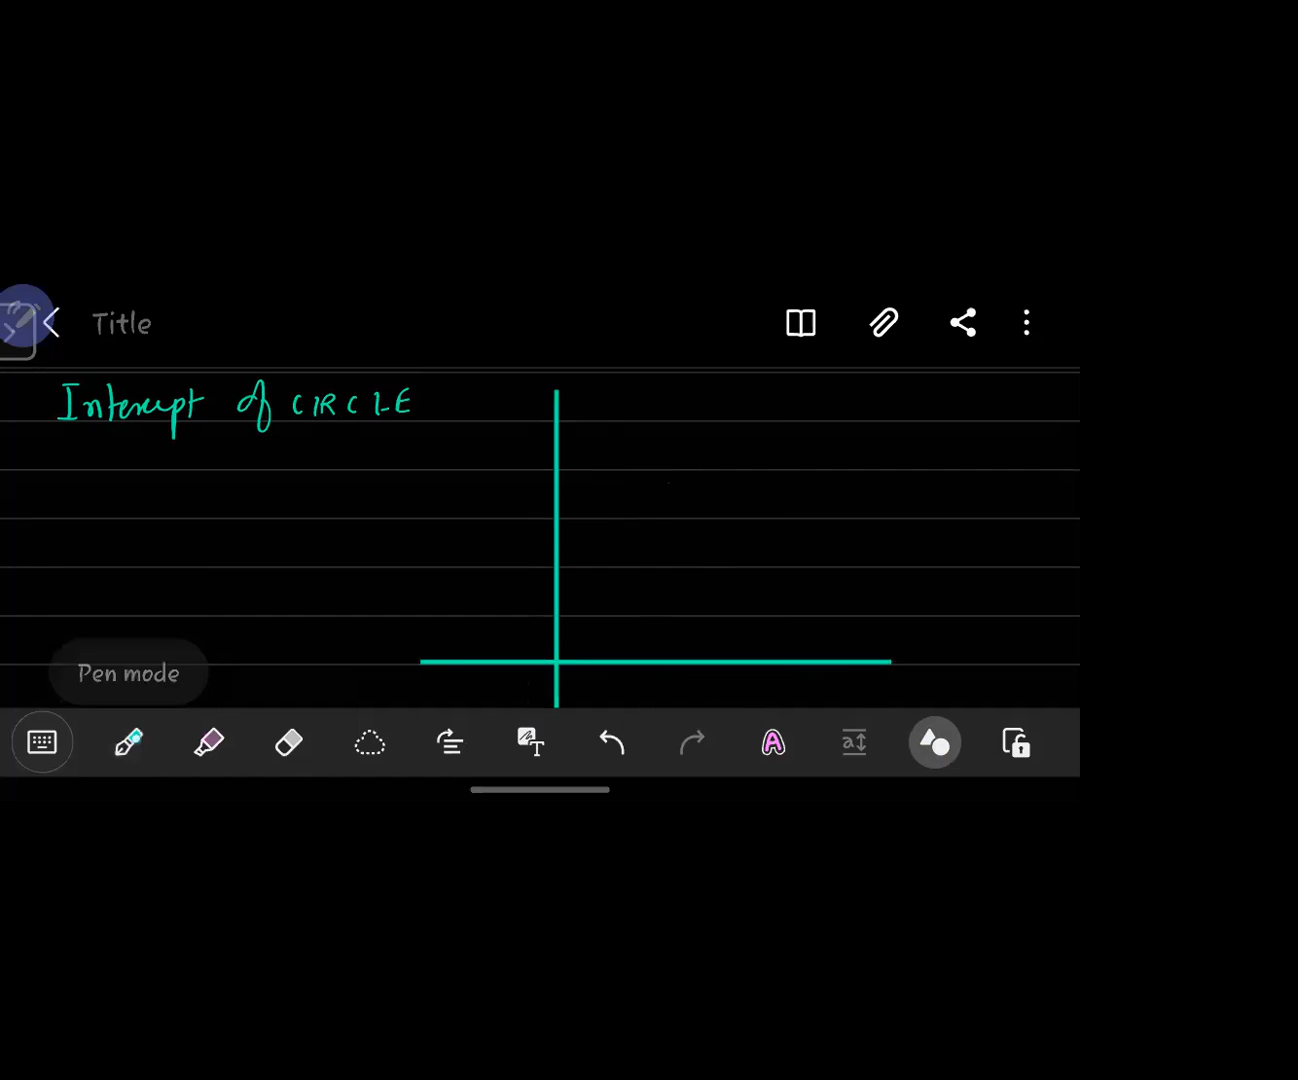 Title
Intercept of CIRCLE
Pen mode
T
A
a